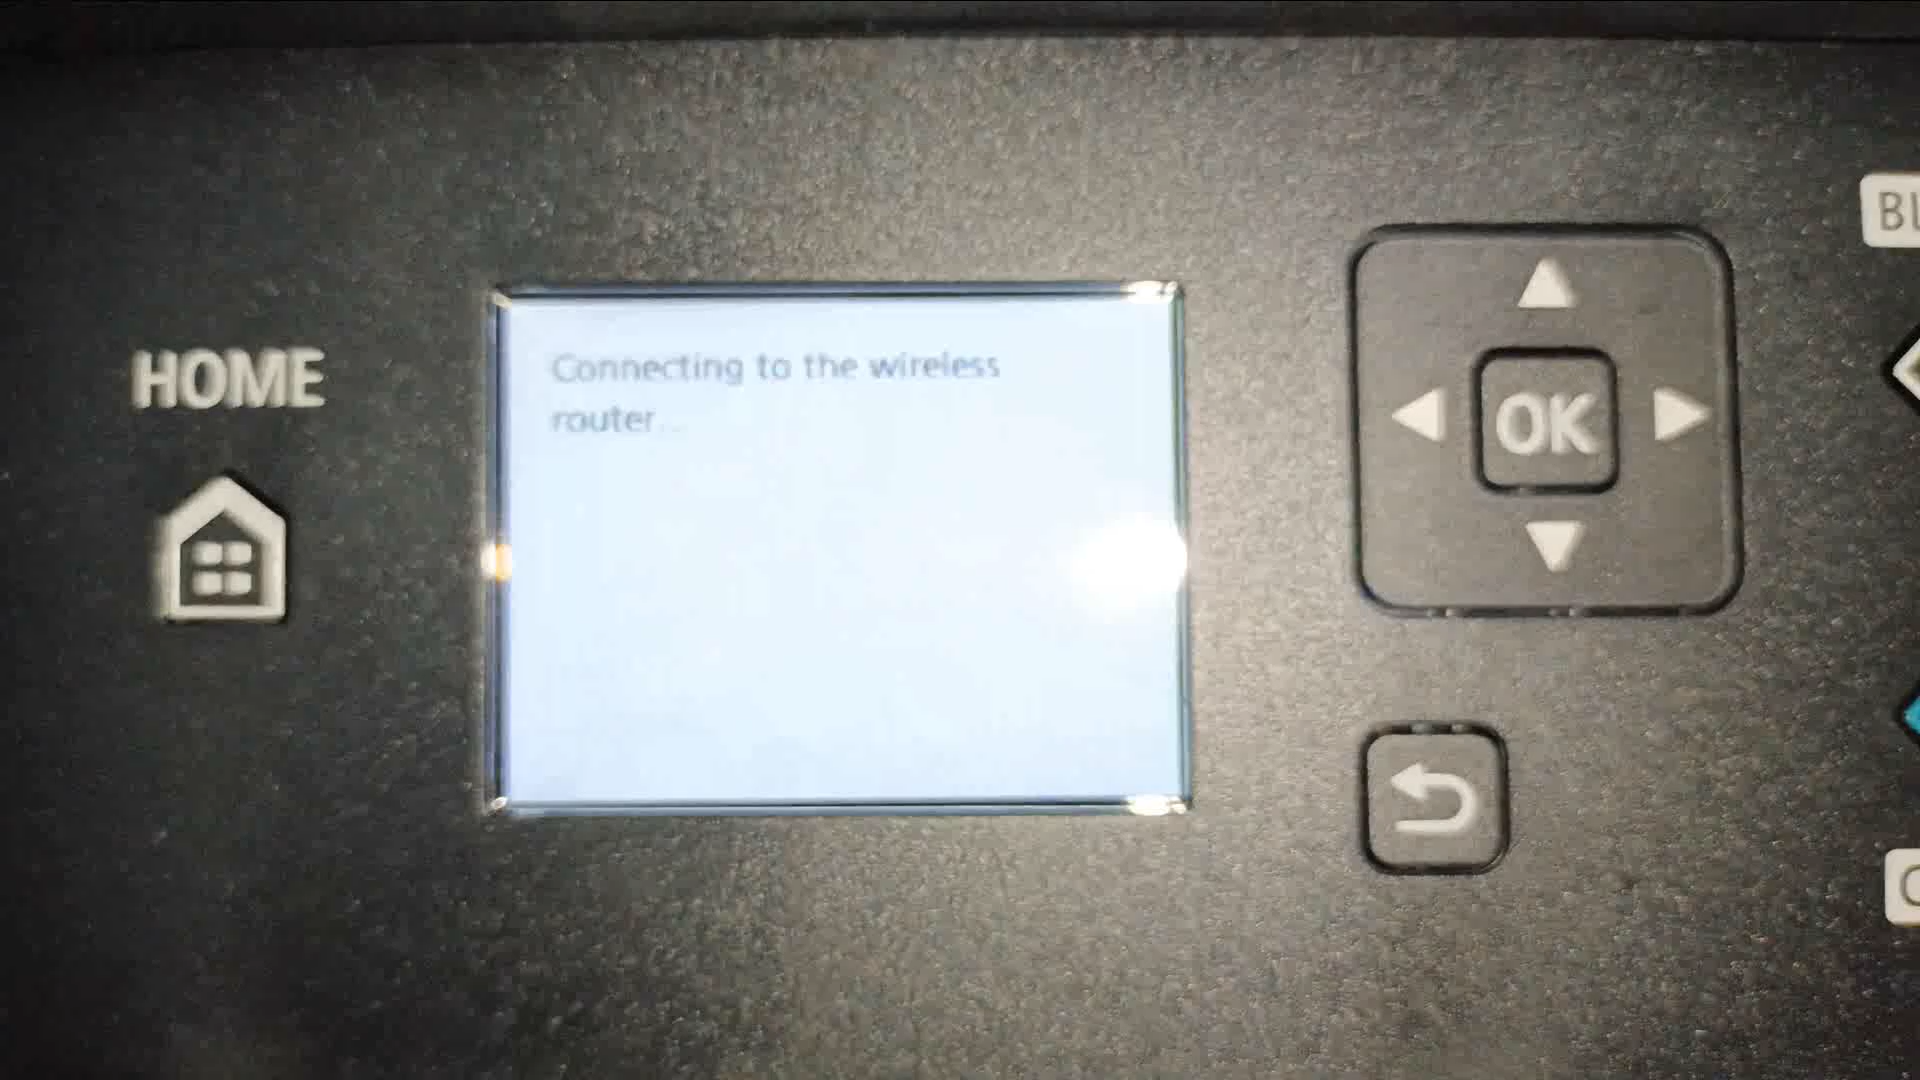 HOME
Connecting to the wireless
router...
OK